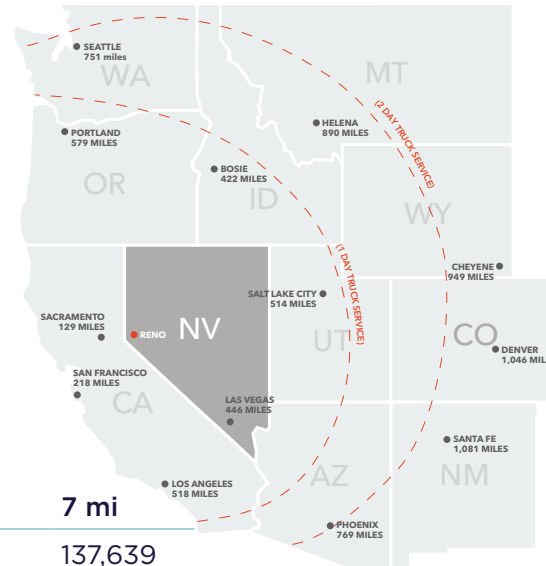 SEATTLE
751 miles
WA
MT
(2 DAY TRUCK SERVICE)
HELENA
890 MILES
PORTLAND
579 MILES
BOSIE
422 MILES
OR
ID
WY
(1 DAY TRUCK SERVICE)
CHEYENE
949 MILES
SALT LAKE CITY
514 MILES
SACRAMENTO
129 MILES
RENO
NV
UT
CO
DENVER
1,046 MIL
SAN FRANCISCO
218 MILES
CA
LAS VEGAS
446 MILES
SANTA FE
1,081 MILES
AZ
NM
LOS ANGELES
518 MILES
7 mi
PHOENIX
769 MILES
137,639